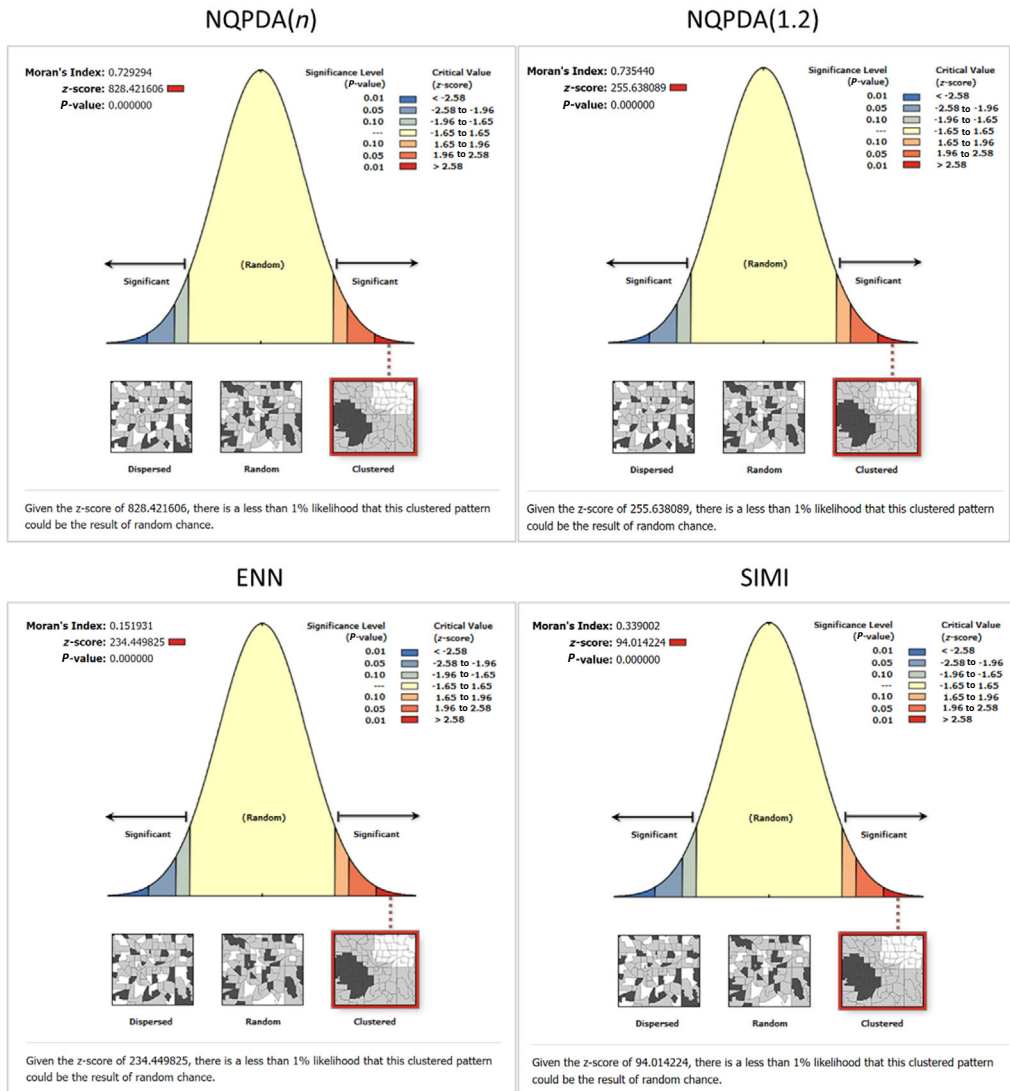 NQPDA(n)
Moran's Index: 0.729294
z-score: 828.421606
P-value: 0.000000
Significance Level
(P-value)
Critical Value
(z-score)
0.01 < -2.58
0.05 -2.58 to -1.96
0.10 -1.96 to -1.65
--- -1.65 to 1.65
0.10 1.65 to 1.96
0.05 1.96 to 2.58
0.01 > 2.58
Significant
(Random)
Significant
Dispersed
Random
Clustered
Given the z-score of 828.421606, there is a less than 1% likelihood that this clustered pattern
could be the result of random chance.
NQPDA(1.2)
Moran's Index: 0.735440
z-score: 255.638089
P-value: 0.000000
Significance Level
(P-value)
Critical Value
(z-score)
0.01 < -2.58
0.05 -2.58 to -1.96
0.10 -1.96 to -1.65
--- -1.65 to 1.65
0.10 1.65 to 1.96
0.05 1.96 to 2.58
0.01 > 2.58
Significant
(Random)
Significant
Dispersed
Random
Clustered
Given the z-score of 255.638089, there is a less than 1% likelihood that this clustered pattern
could be the result of random chance.
ENN
Moran's Index: 0.151931
z-score: 234.449825
P-value: 0.000000
Significance Level
(P-value)
Critical Value
(z-score)
0.01 < -2.58
0.05 -2.58 to -1.96
0.10 -1.96 to -1.65
--- -1.65 to 1.65
0.10 1.65 to 1.96
0.05 1.96 to 2.58
0.01 > 2.58
Significant
(Random)
Significant
Dispersed
Random
Clustered
Given the z-score of 234.449825, there is a less than 1% likelihood that this clustered pattern
could be the result of random chance.
SIMI
Moran's Index: 0.339002
z-score: 94.014224
P-value: 0.000000
Significance Level
(P-value)
Critical Value
(z-score)
0.01 < -2.58
0.05 -2.58 to -1.96
0.10 -1.96 to -1.65
--- -1.65 to 1.65
0.10 1.65 to 1.96
0.05 1.96 to 2.58
0.01 > 2.58
Significant
(Random)
Significant
Dispersed
Random
Clustered
Given the z-score of 94.014224, there is a less than 1% likelihood that this clustered pattern
could be the result of random chance.